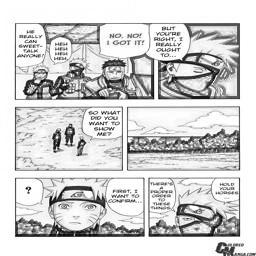 HE
REALLY
CAN
SWEET-
TALK
ANYONE!
HEH
HEH
HEH
HEH.
NO. NO!
I GOT IT!
BUT
YOU'RE
RIGHT, I
REALLY
OUGHT
TO...
SO WHAT
DID YOU
WANT TO
SHOW
ME?
?
FIRST, I
WANT TO
CONFIRM...
THERE'S
A
PROPER
ORDER
TO
THESE
THINGS.
HOLD
YOUR
HORSES.
COLORED
MANGA.COM